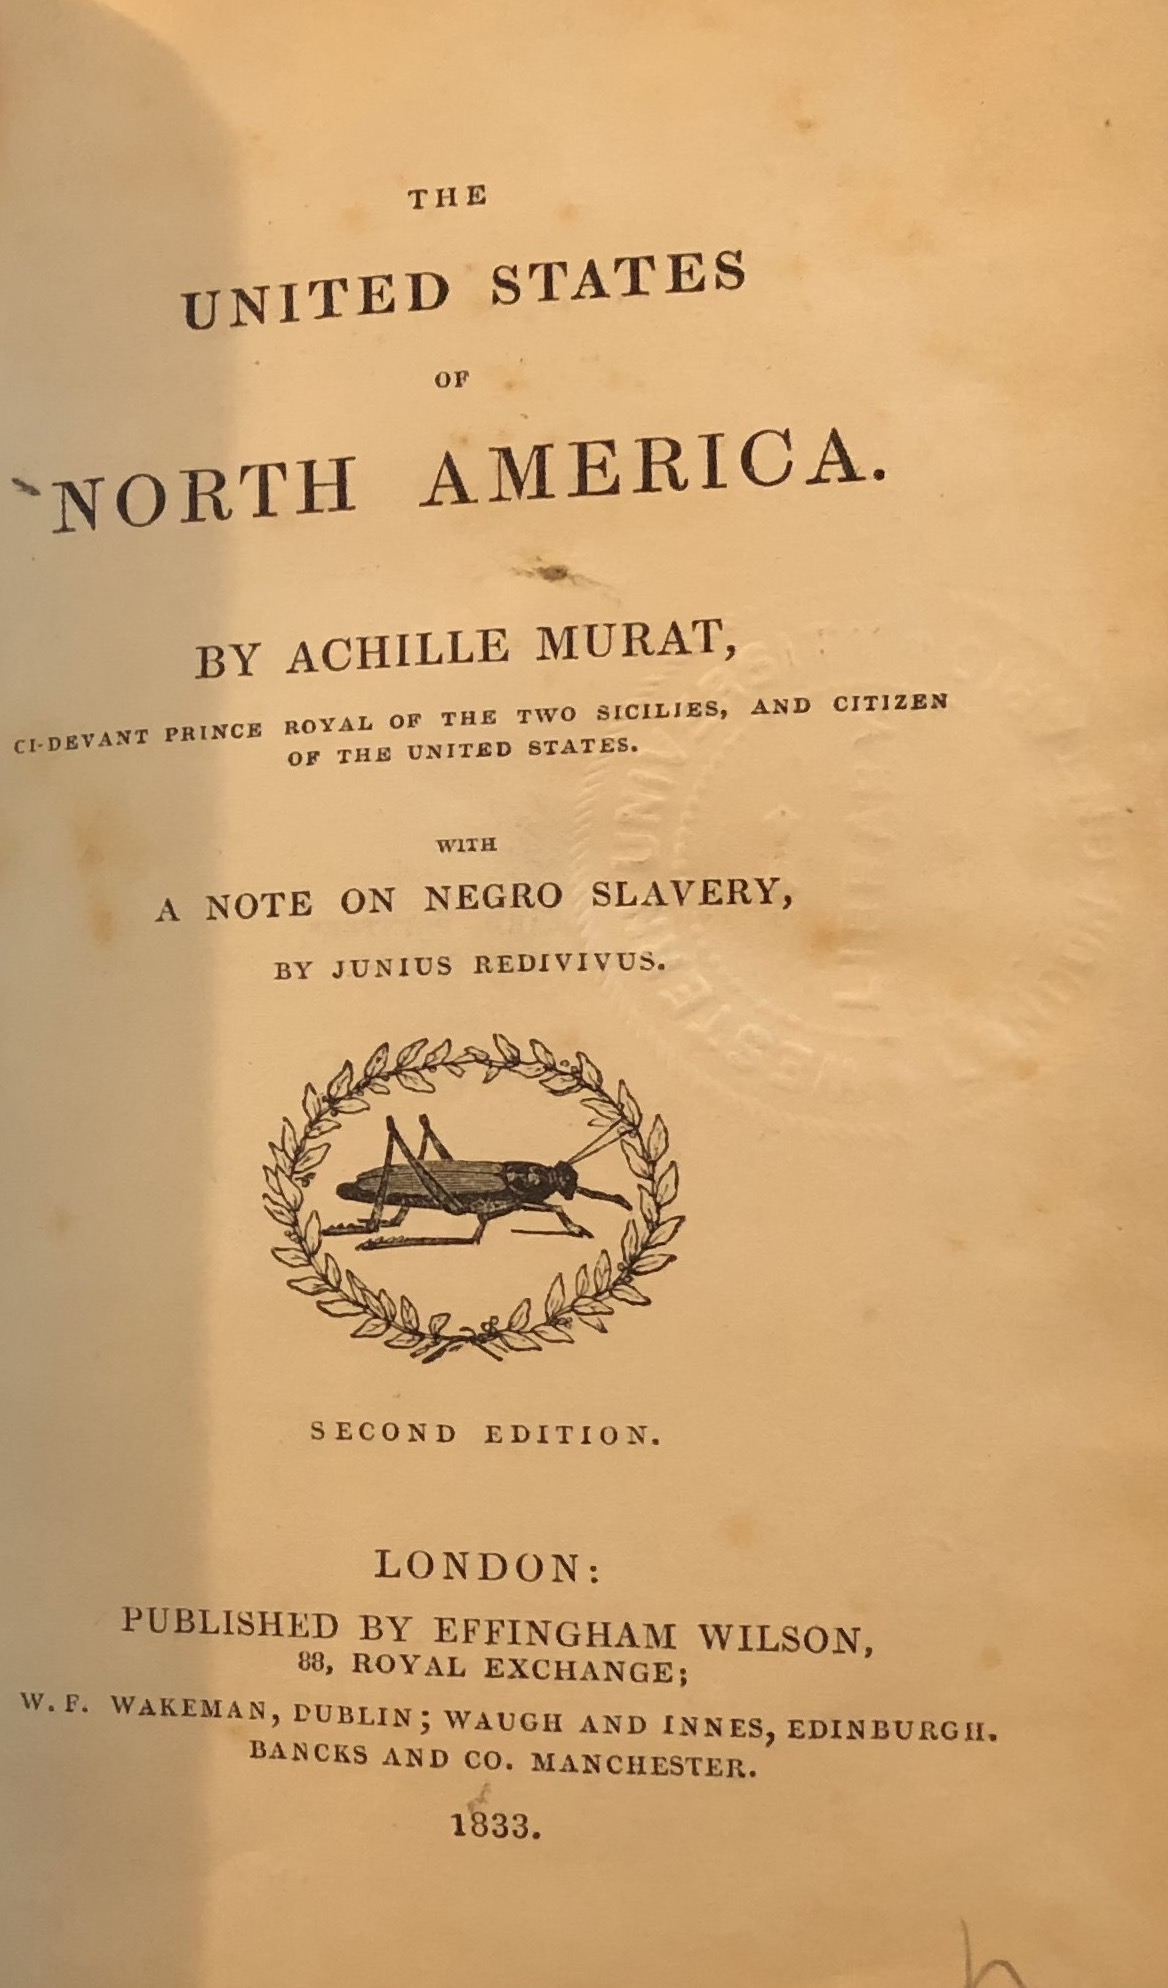 THE
UNITED STATES
OF
NORTH AMERICA.
BY ACHILLE MURAT,
CI-DEVANT PRINCE ROYAL OF THE TWO SICILIES, AND CITIZEN
OF THE UNITED STATES.
WITH
A NOTE ON NEGRO SLAVERY,
BY JUNIUS REDIVIVUS.
SECOND EDITION.
LONDON:
PUBLISHED BY EFFINGHAM WILSON,
88, ROYAL EXCHANGE;
W. F. WAKEMAN, DUBLIN; WAUGH AND INNES, EDINBURGH.
BANCKS AND CO. MANCHESTER.
1833.